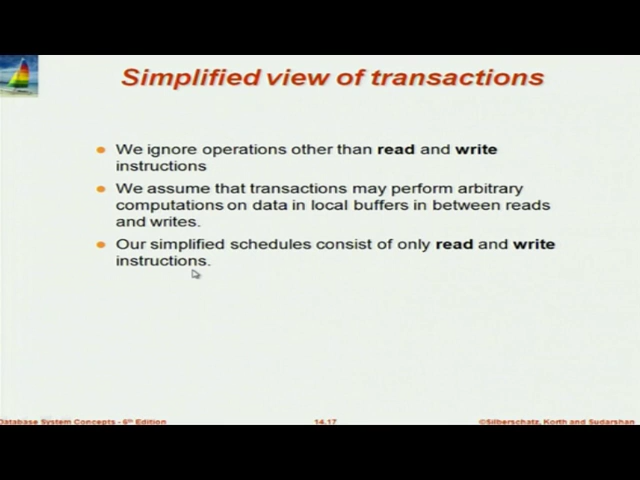 Simplified view of transactions
We ignore operations other than read and write
instructions
We assume that transactions may perform arbitrary
computations on data in local buffers in between reads
and writes.
Our simplified schedules consist of only read and write
instructions.
Database System Concepts - 6th Edition
14.17
©Silberschatz, Korth and Sudarshan